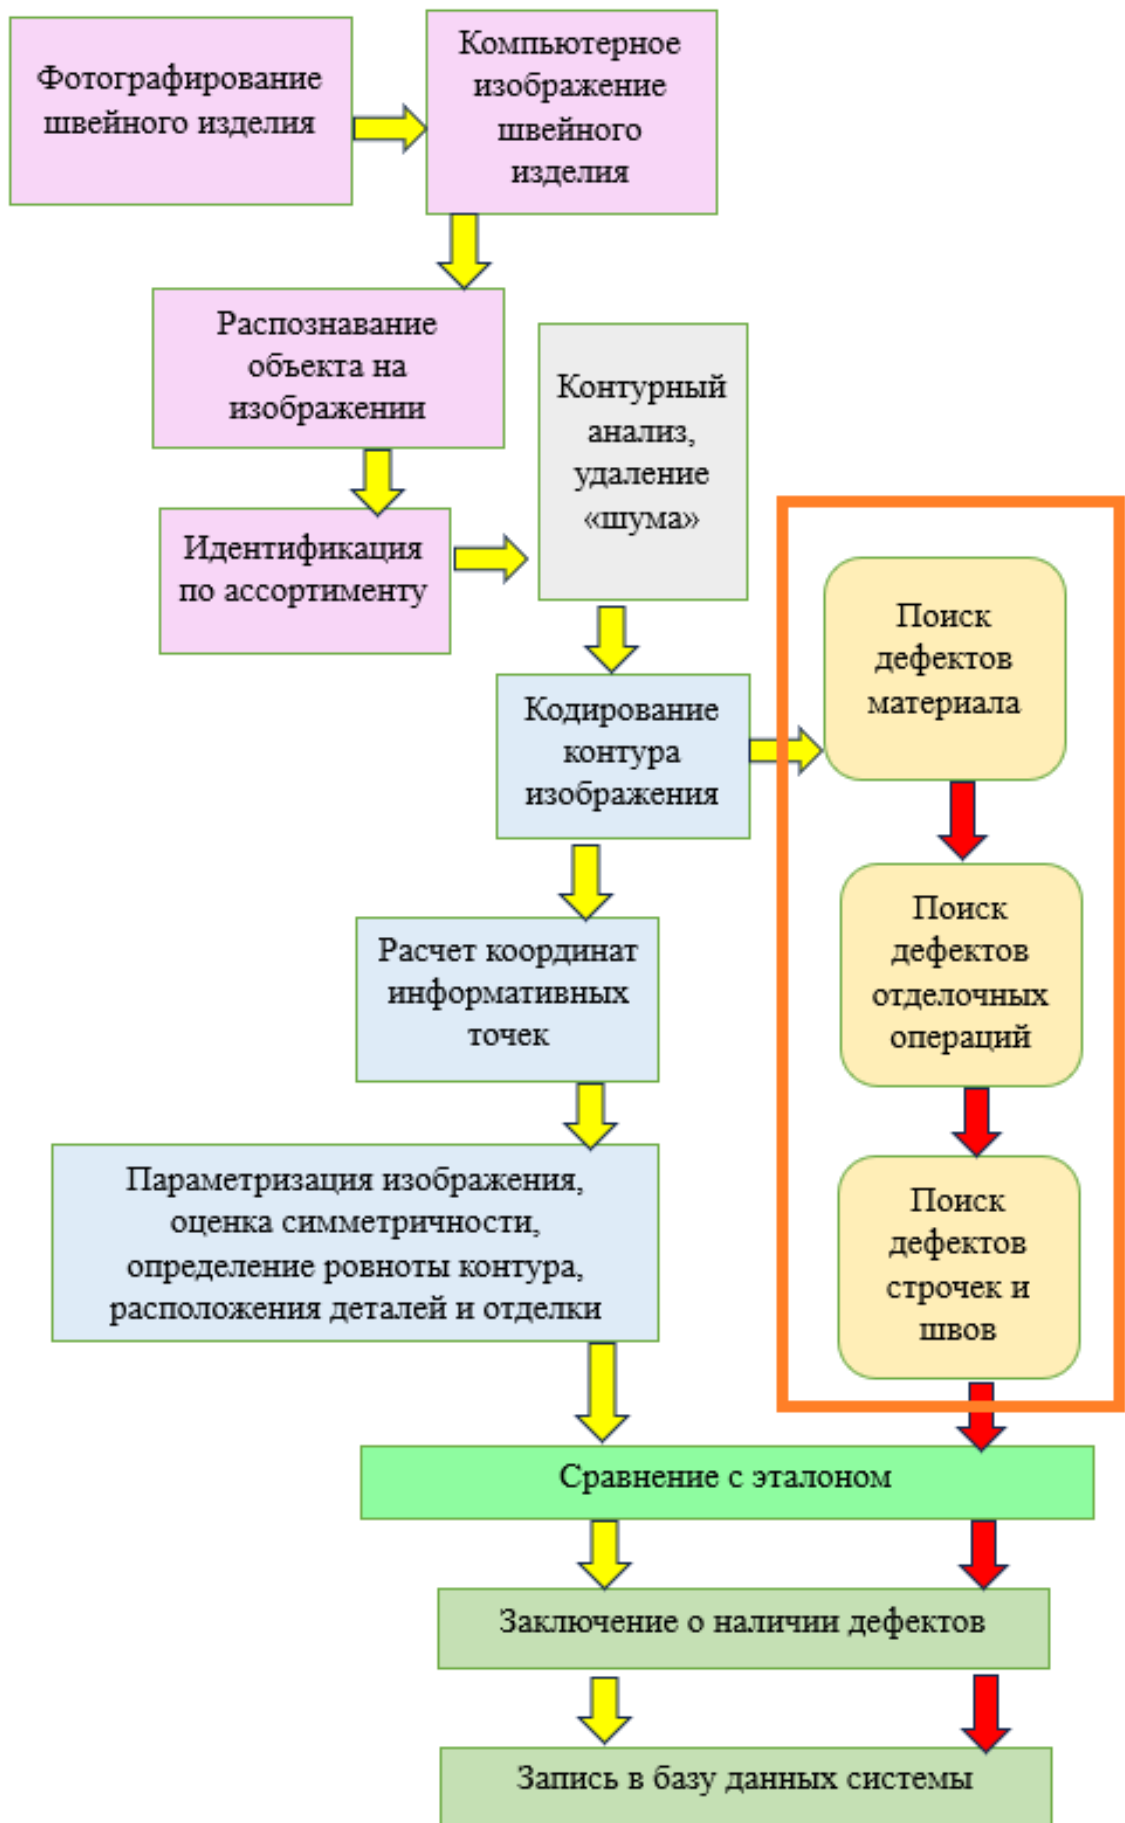 Фотографирование
швейного изделия
Компьютерное
изображение
швейного
изделия
Распознавание
объекта на
изображении
Идентификация
по ассортименту
Контурный
анализ,
удаление
«шума»
Кодирование
контура
изображения
Поиск
дефектов
материала
Расчет координат
информативных
точек
Поиск
дефектов
отделочных
операций
Параметризация изображения,
оценка симметричности,
определение ровноты контура,
расположения деталей и отделки
Поиск
дефектов
строчек и
швов
Сравнение с эталоном
Заключение о наличии дефектов
Запись в базу данных системы